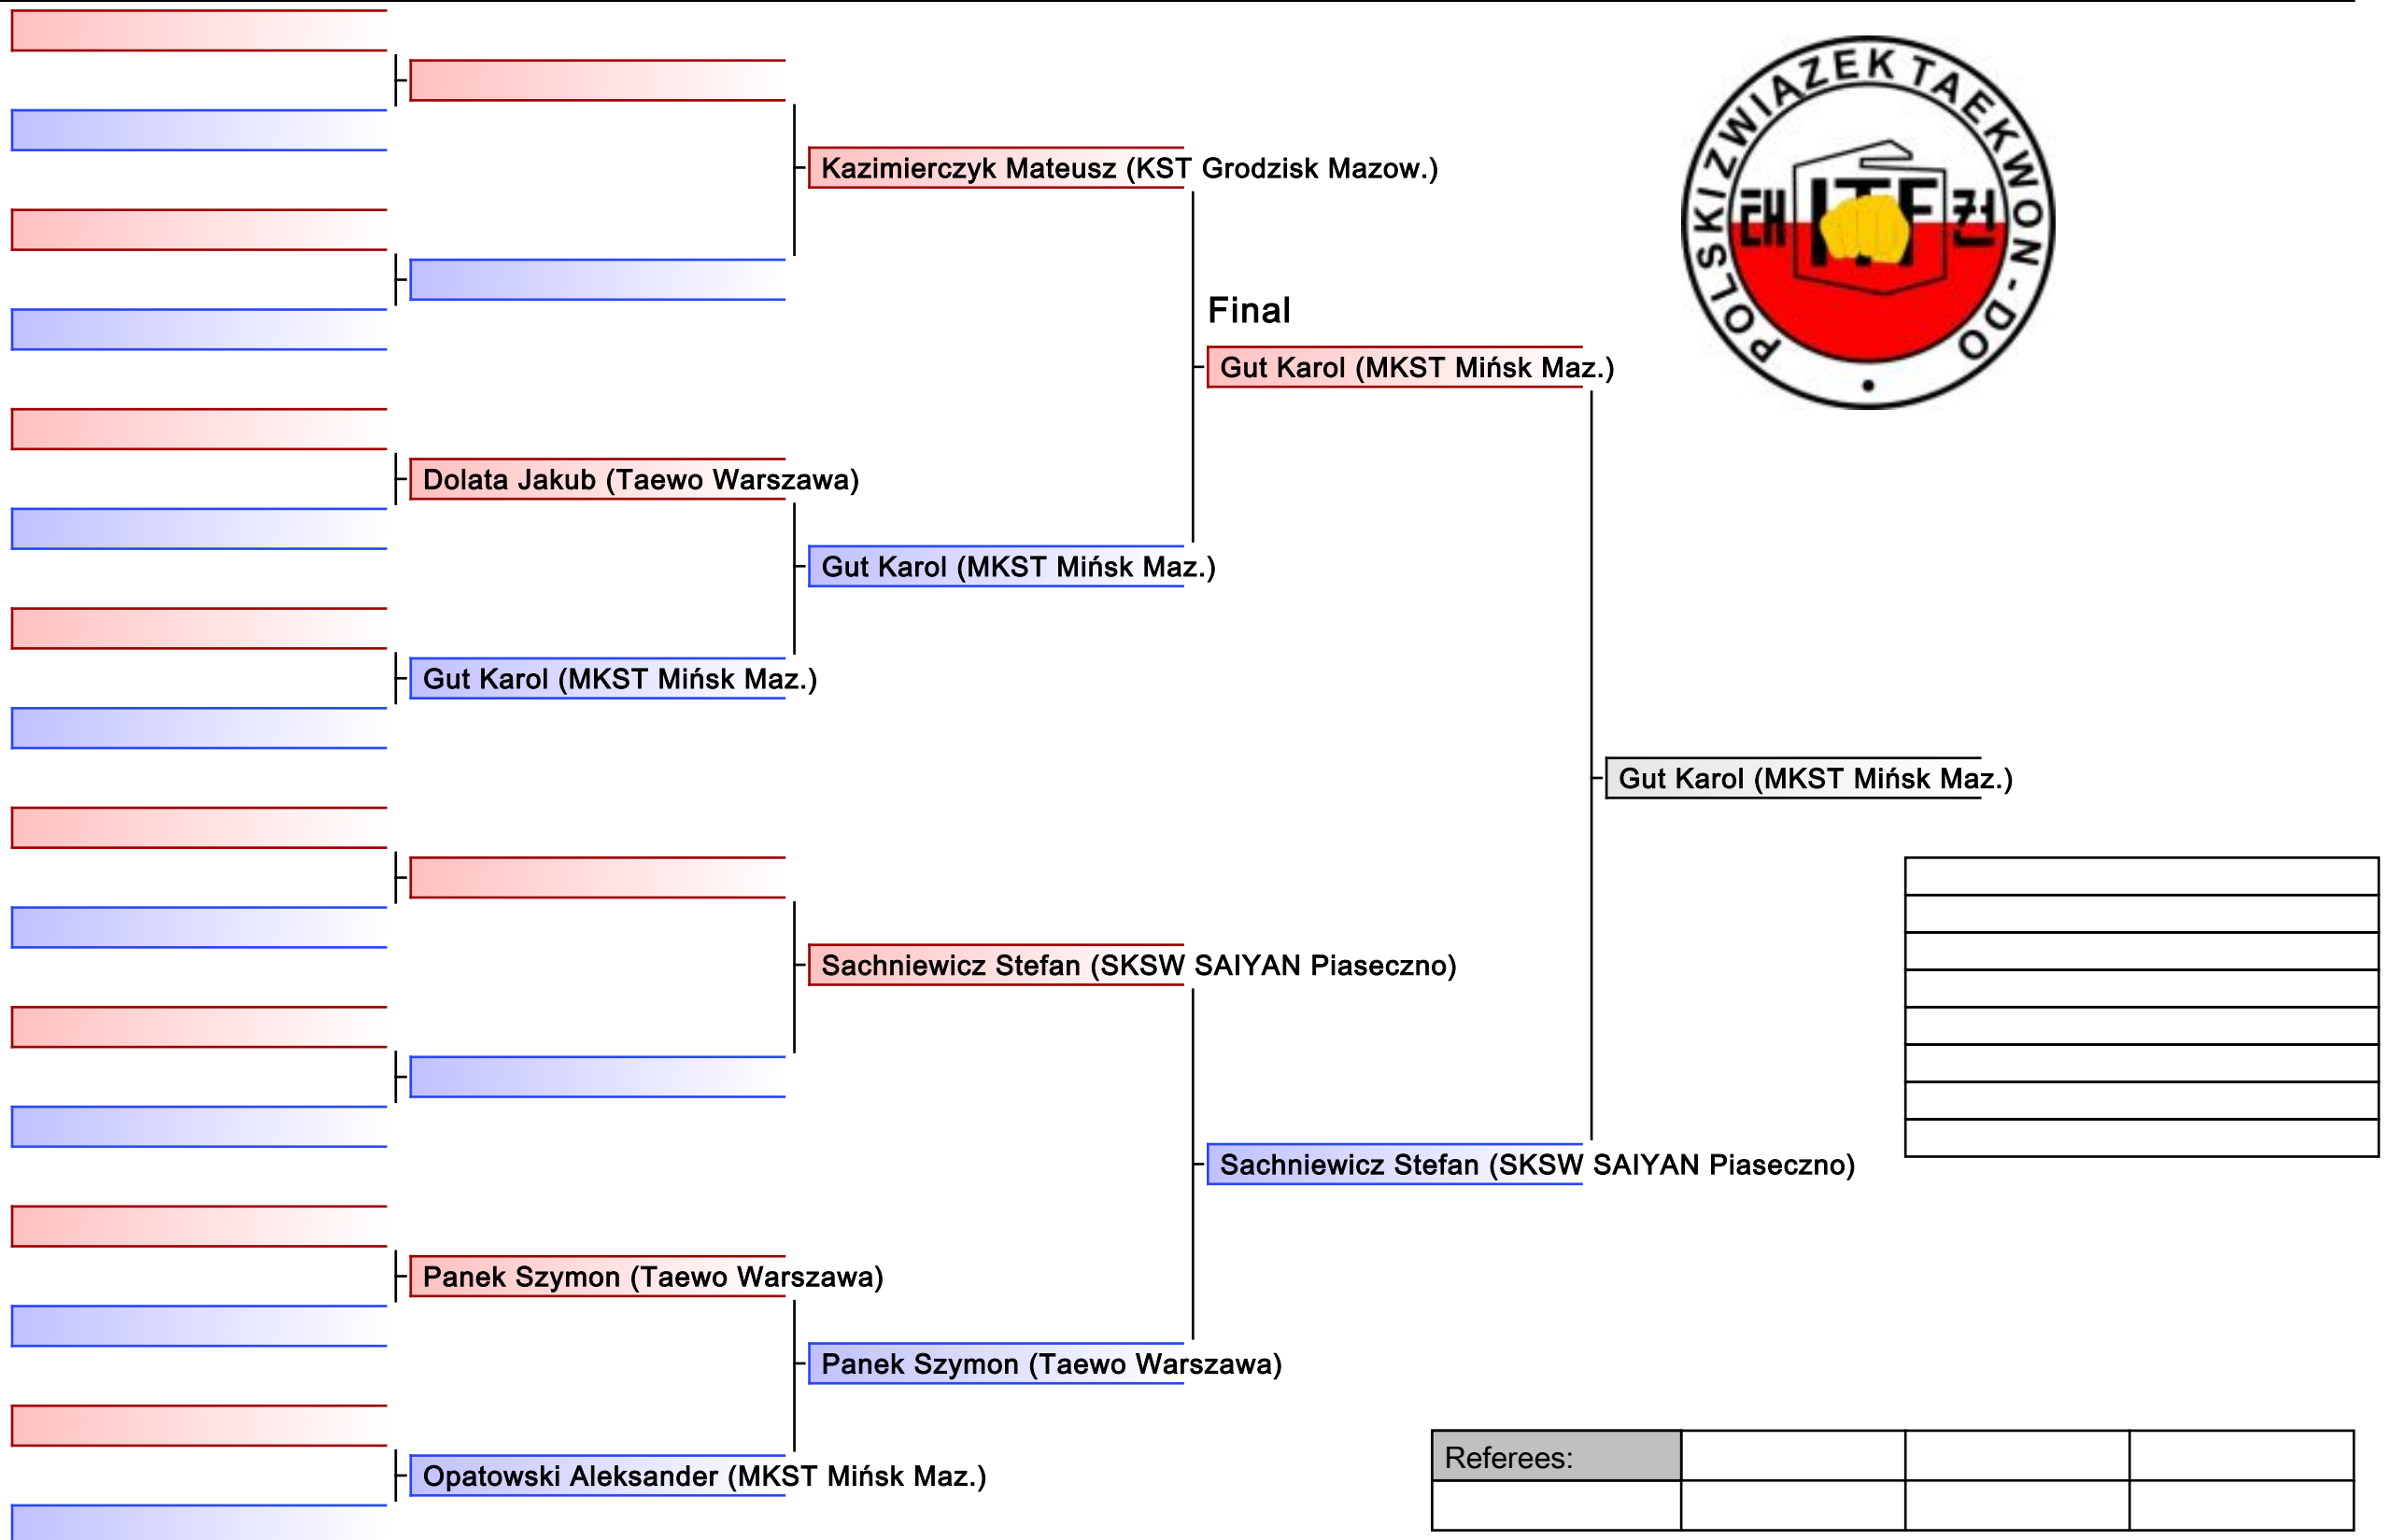 POLSKI ZWIAZEK TAEKWON-DO
태 ITF 권
Kazimierczyk Mateusz (KST Grodzisk Mazow.)
Final
Gut Karol (MKST Mińsk Maz.)
Dolata Jakub (Taewo Warszawa)
Gut Karol (MKST Mińsk Maz.)
Gut Karol (MKST Mińsk Maz.)
Gut Karol (MKST Mińsk Maz.)
Sachniewicz Stefan (SKSW SAIYAN Piaseczno)
Sachniewicz Stefan (SKSW SAIYAN Piaseczno)
Panek Szymon (Taewo Warszawa)
Panek Szymon (Taewo Warszawa)
Opatowski Aleksander (MKST Mińsk Maz.)
Referees: